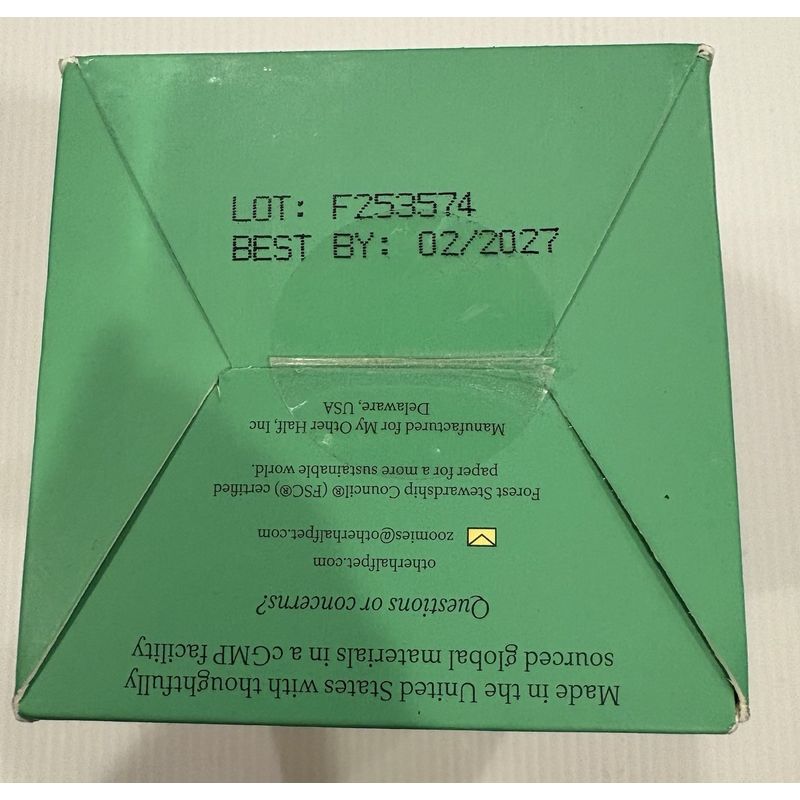 LOT: F253574
BEST BY: 02/2027
Made in the United States with thoughtfully
sourced global materials in a cGMP facility
Questions or concerns?
otherhalfpet.com
zoomies@otherhalfpet.com
Forest Stewardship Council® (FSC®) certified
paper for a more sustainable world.
Manufactured for My Other Half, Inc
Delaware, USA